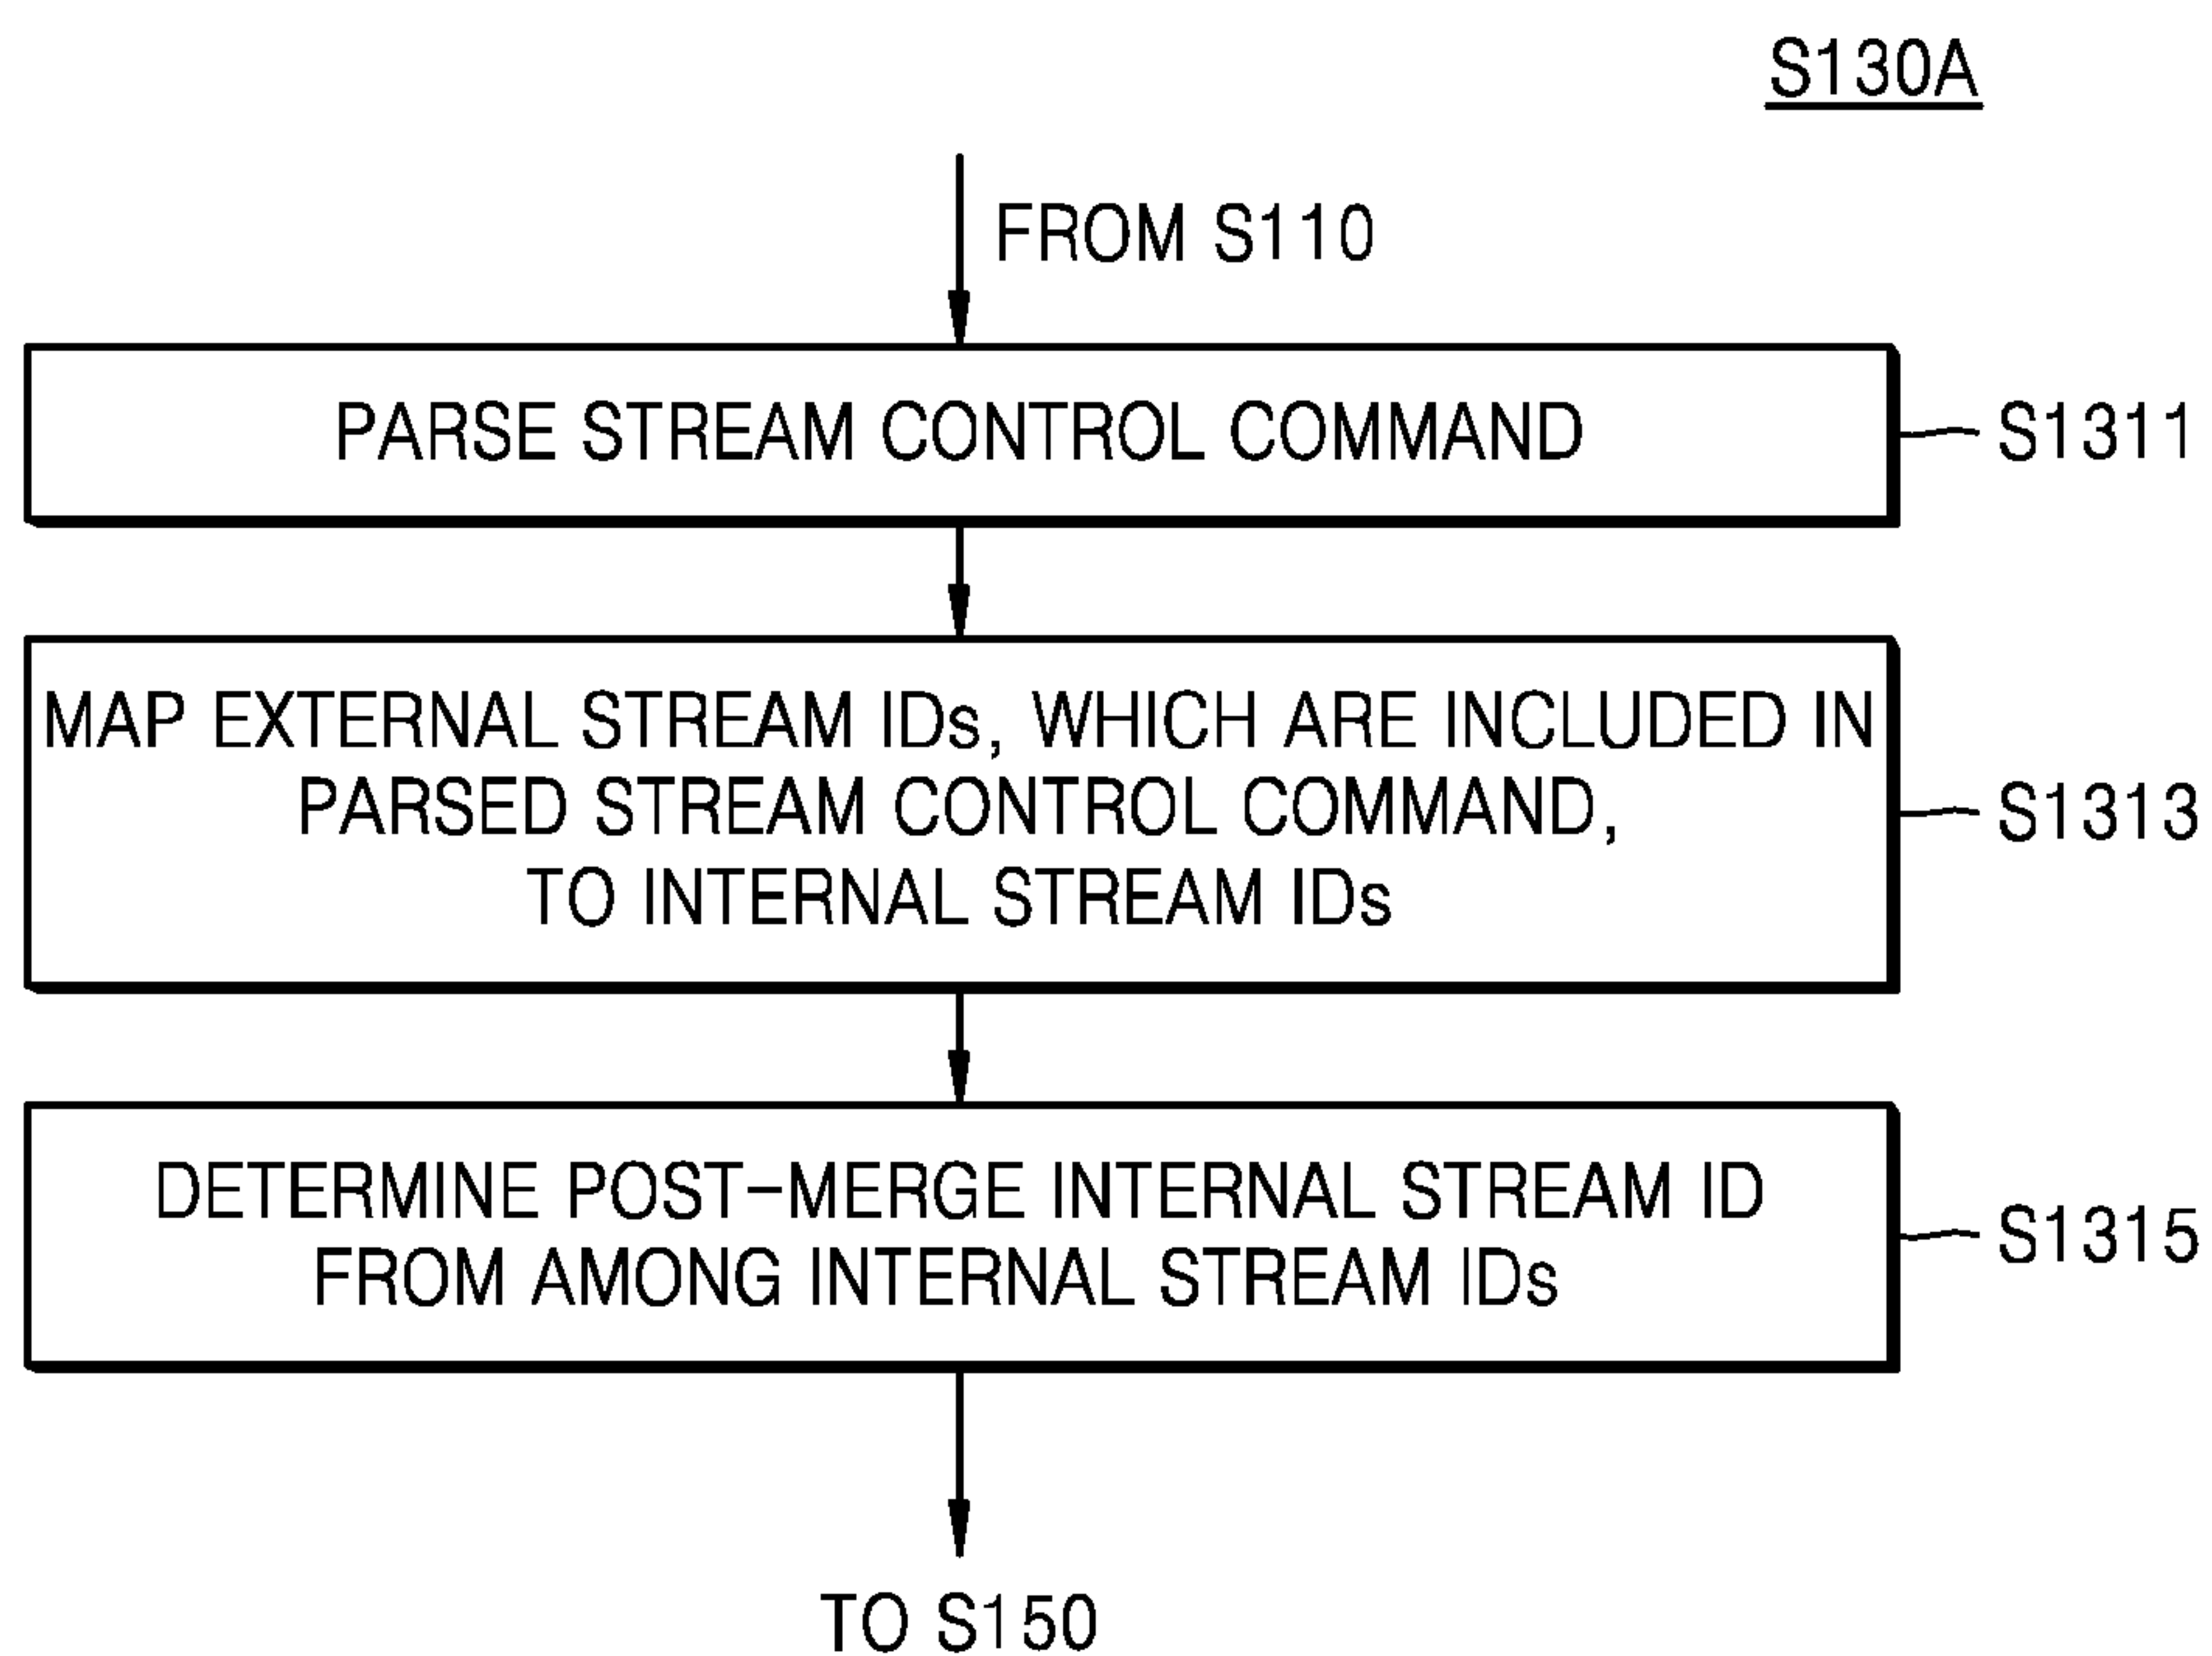 S130A
FROM S110
PARSE STREAM CONTROL COMMAND
S1311
MAP EXTERNAL STREAM IDs, WHICH ARE INCLUDED IN
PARSED STREAM CONTROL COMMAND,
TO INTERNAL STREAM IDs
S1313
DETERMINE POST-MERGE INTERNAL STREAM ID
FROM AMONG INTERNAL STREAM IDs
S1315
TO S150